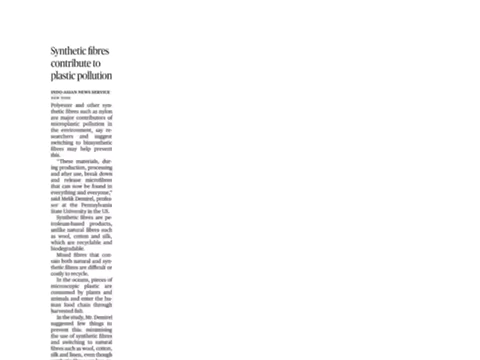 Synthetic fibres
contribute to
plastic pollution
INDO-ASIAN NEWS SERVICE
NEW YORK
Polyester and other syn-
thetic fibres such as nylon
are major contributors of
microplastic pollution in
the environment, say re-
searchers and suggest
switching to biosynthetic
fibres may help prevent
this.
"These materials, dur-
ing production, processing
and after use, break down
and release microfibres
that can now be found in
everything and everyone,"
said Melik Demirel, profes-
sor at the Pennsylvania
State University in the US.
Synthetic fibres are pe-
troleum-based products,
unlike natural fibres such
as wool, cotton and silk,
which are recyclable and
biodegradable.
Mixed fibres that con-
tain both natural and syn-
thetic fibres are difficult or
costly to recycle.
In the oceans, pieces of
microscopic plastic are
consumed by plants and
animals and enter the hu-
man food chain through
harvested fish.
In the study, Mr. Demirel
suggested few things to
prevent this: minimising
the use of synthetic fibres
and switching to natural
fibres such as wool, cotton,
silk and linen, even though